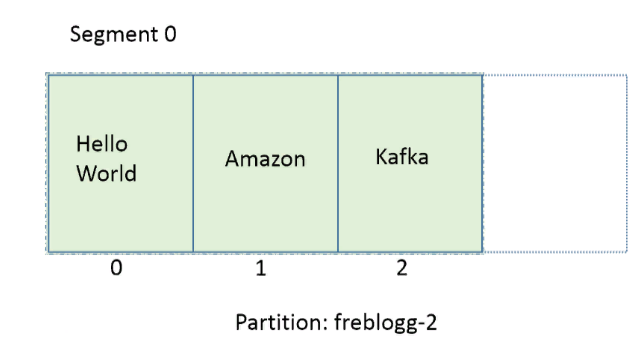 Segment 0
Hello
World
Amazon
Kafka
0
1
2
Partition: freblogg-2